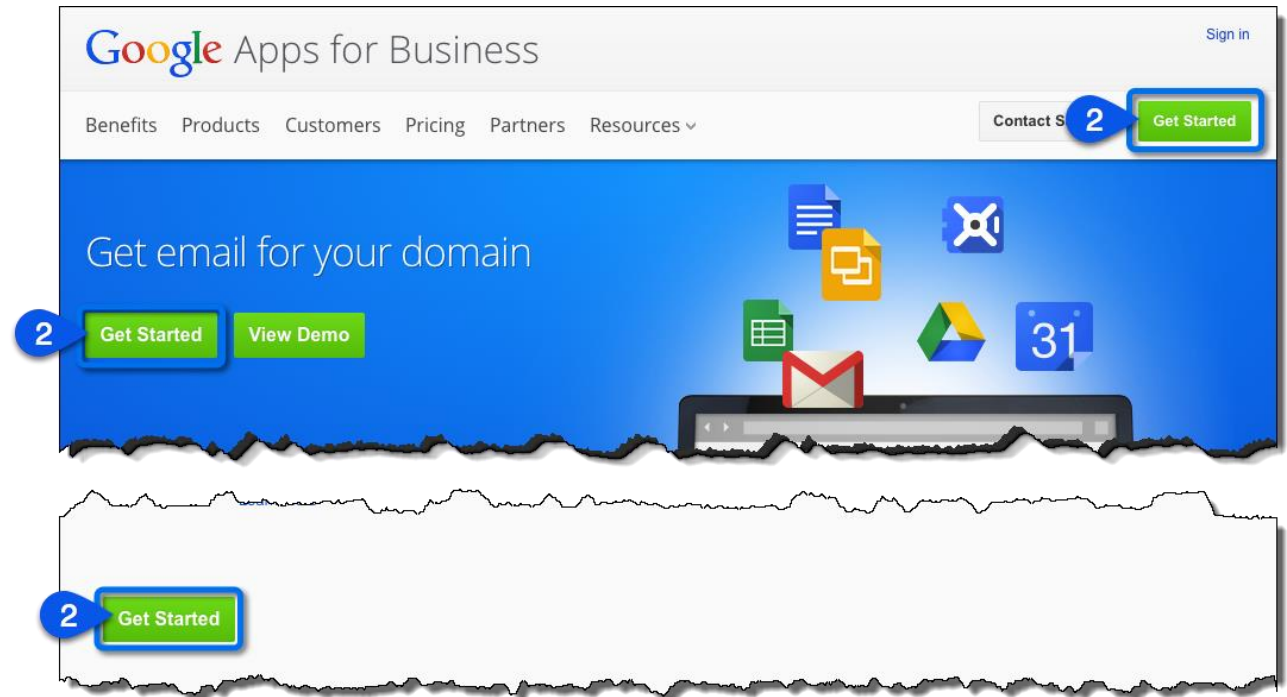 Google Apps for Business
Sign in
Benefits Products Customers Pricing Partners Resources
Contact S
2
Get Started
Get email for your domain
2
Get Started
View Demo
31
2
Get Started